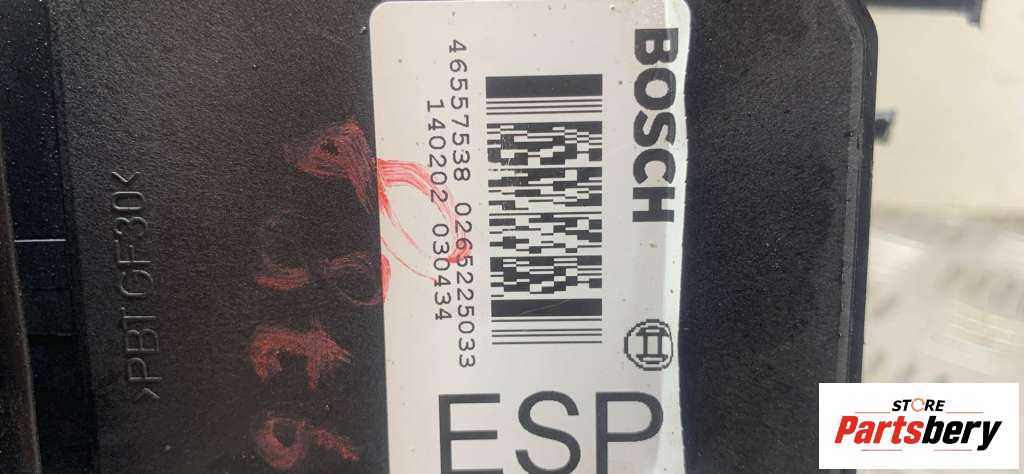 BOSCH
46557538 0265225033
140202 030434
ESP
>PBT GF30<
STORE
Partsbery